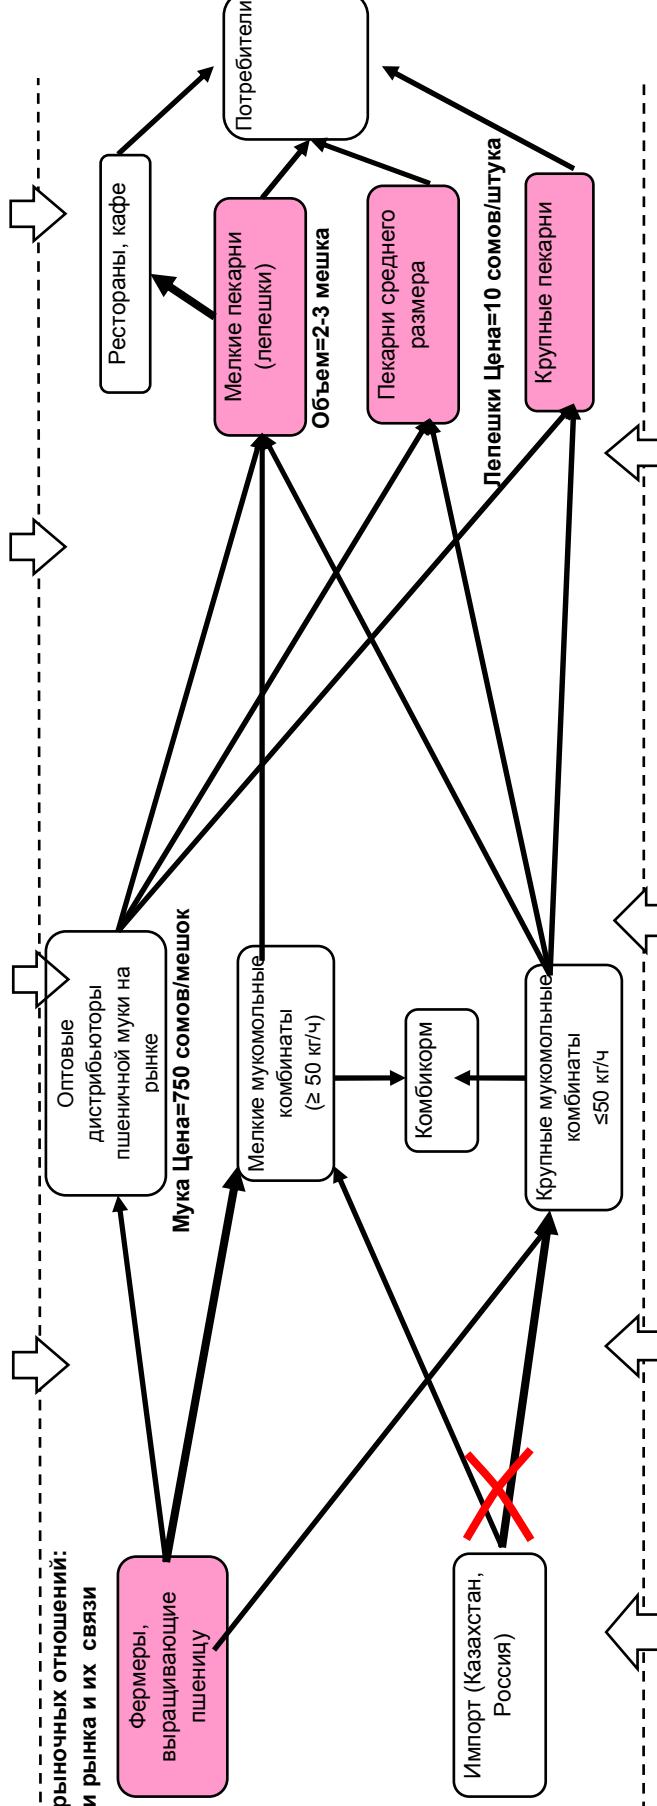 рыночных отношений:
и рынка и их связи
Фермеры,
выращивающие
пшеницу
Импорт (Казахстан,
Россия)
Оптовые
дистрибьюторы
пшеничной муки на
рынке
Мука Цена=750 сомов/мешок
Мелкие мукомольные
комбинаты
(≥ 50 кг/ч)
Комбикорм
Крупные мукомольные
комбинаты
≤50 кг/ч
Рестораны, кафе
Мелкие пекарни
(лепешки)
Объем=2-3 мешка
Пекарни среднего
размера
Лепешки Цена=10 сомов/штука
Крупные пекарни
Потребители